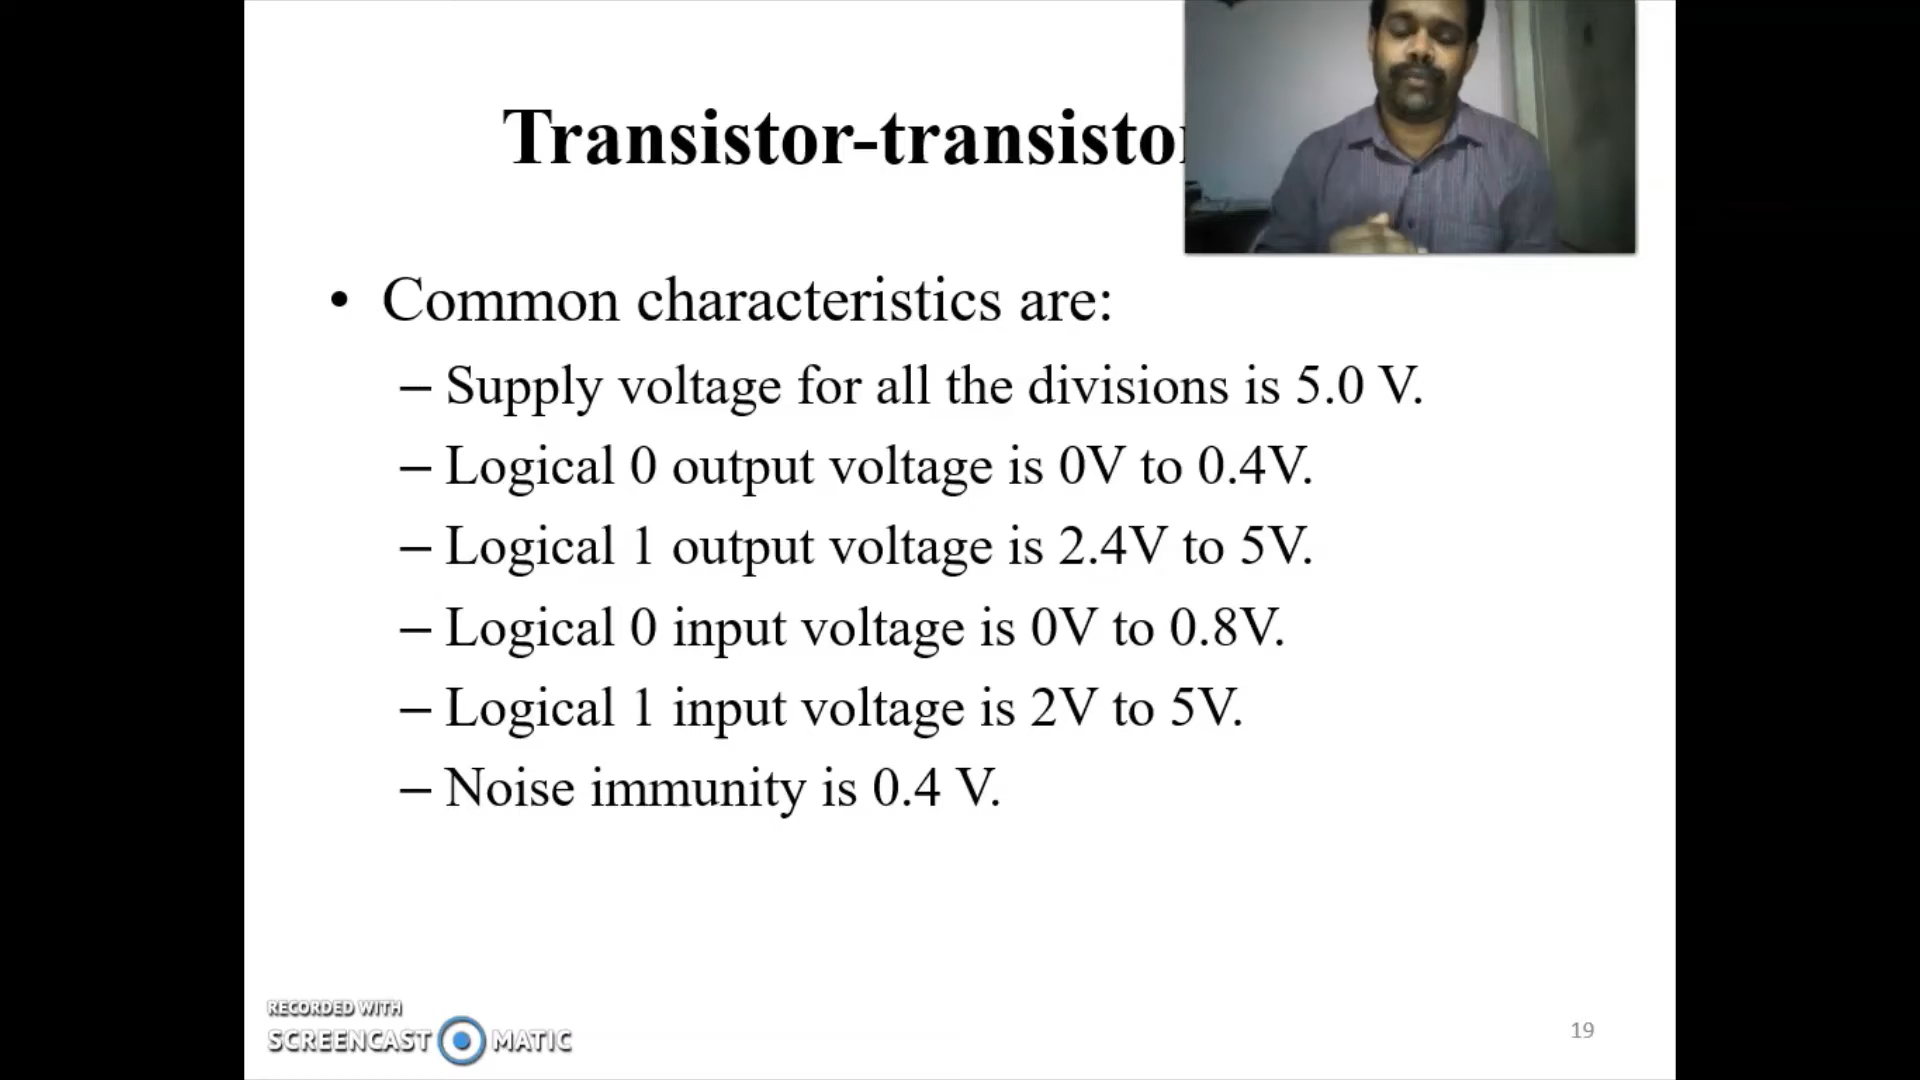 Transistor-transistor
• Common characteristics are:
– Supply voltage for all the divisions is 5.0 V.
– Logical 0 output voltage is 0V to 0.4V.
– Logical 1 output voltage is 2.4V to 5V.
– Logical 0 input voltage is 0V to 0.8V.
– Logical 1 input voltage is 2V to 5V.
– Noise immunity is 0.4 V.
RECORDED WITH
SCREENCAST MATIC
19